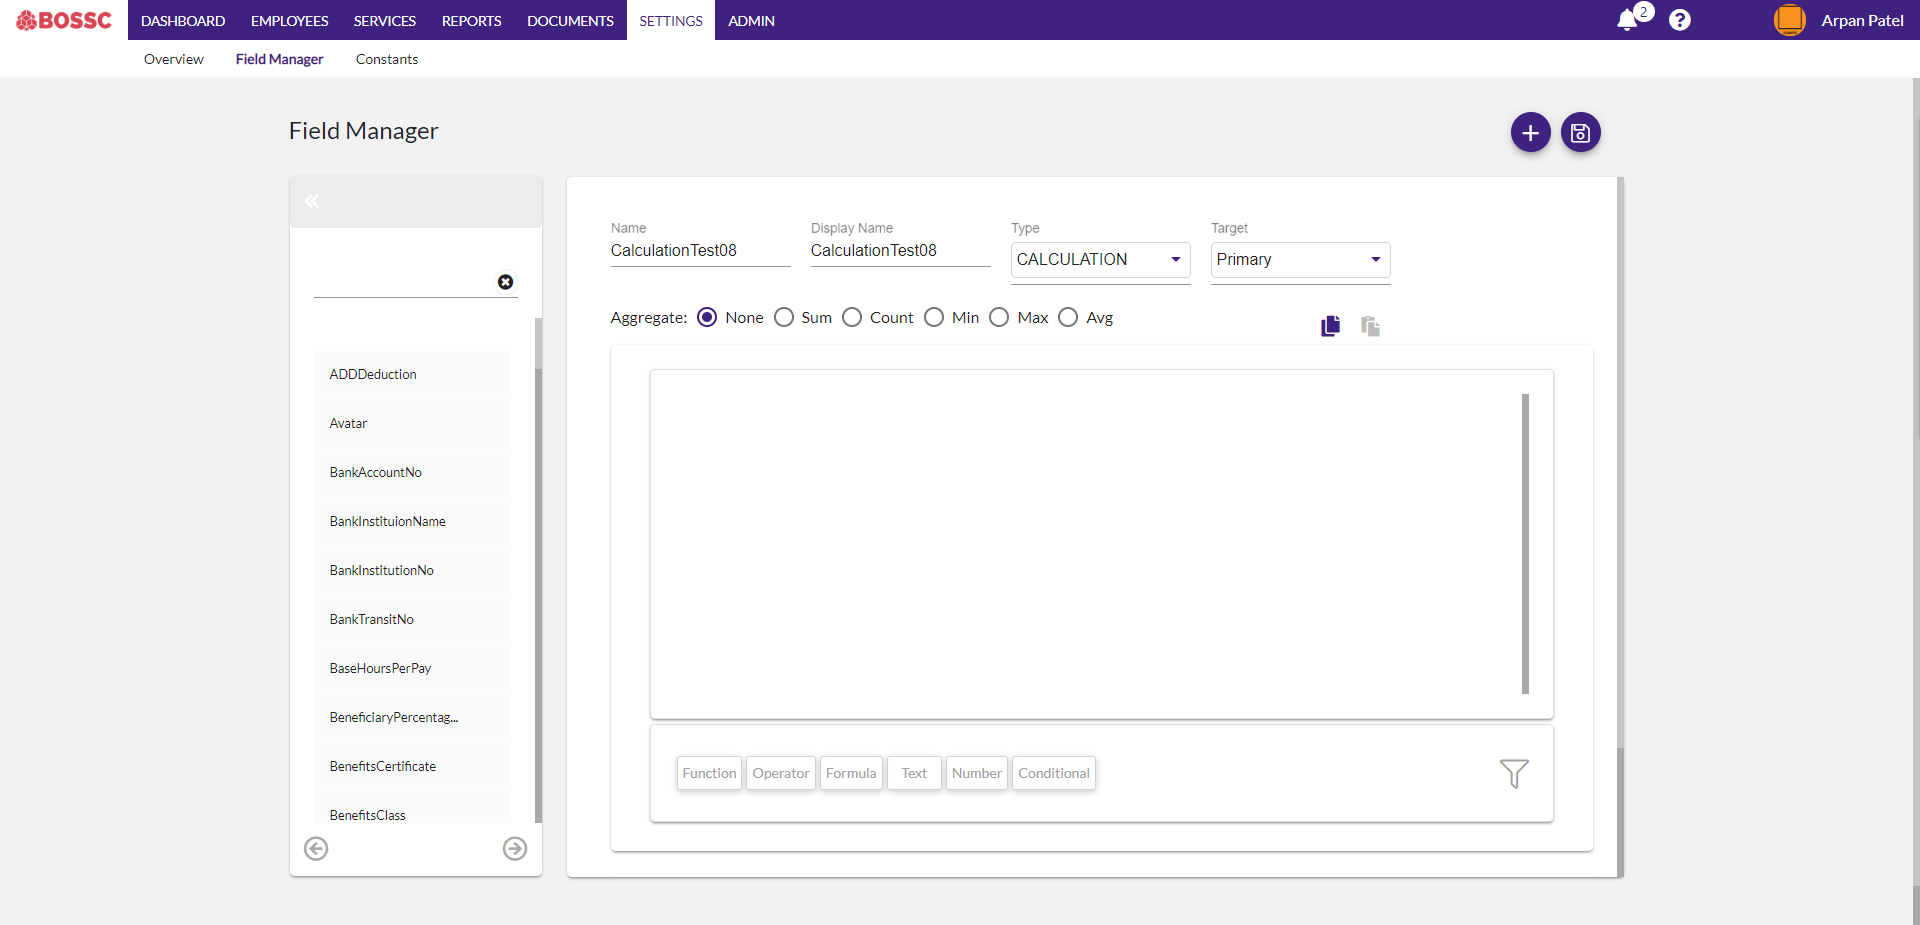 BOSSC DASHBOARD EMPLOYEES SERVICES REPORTS DOCUMENTS SETTINGS ADMIN 2 Arpan Patel
Overview Field Manager Constants
Field Manager
Name Display Name Type Target
CalculationTest08 CalculationTest08 CALCULATION Primary
Aggregate: None Sum Count Min Max Avg
ADDDeduction
Avatar
BankAccountNo
BankInstituionName
BankInstitutionNo
BankTransitNo
BaseHoursPerPay
BeneficiaryPercentag...
BenefitsCertificate
BenefitsClass
Function Operator Formula Text Number Conditional